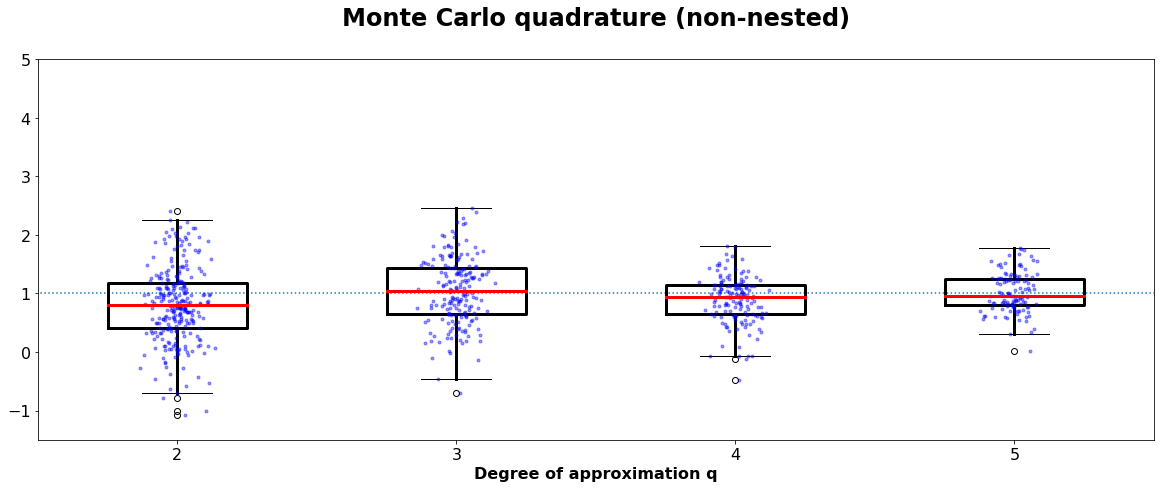 Monte Carlo quadrature (non-nested)
5
4
3
2
1
0
−1
2 3 4 5
Degree of approximation q